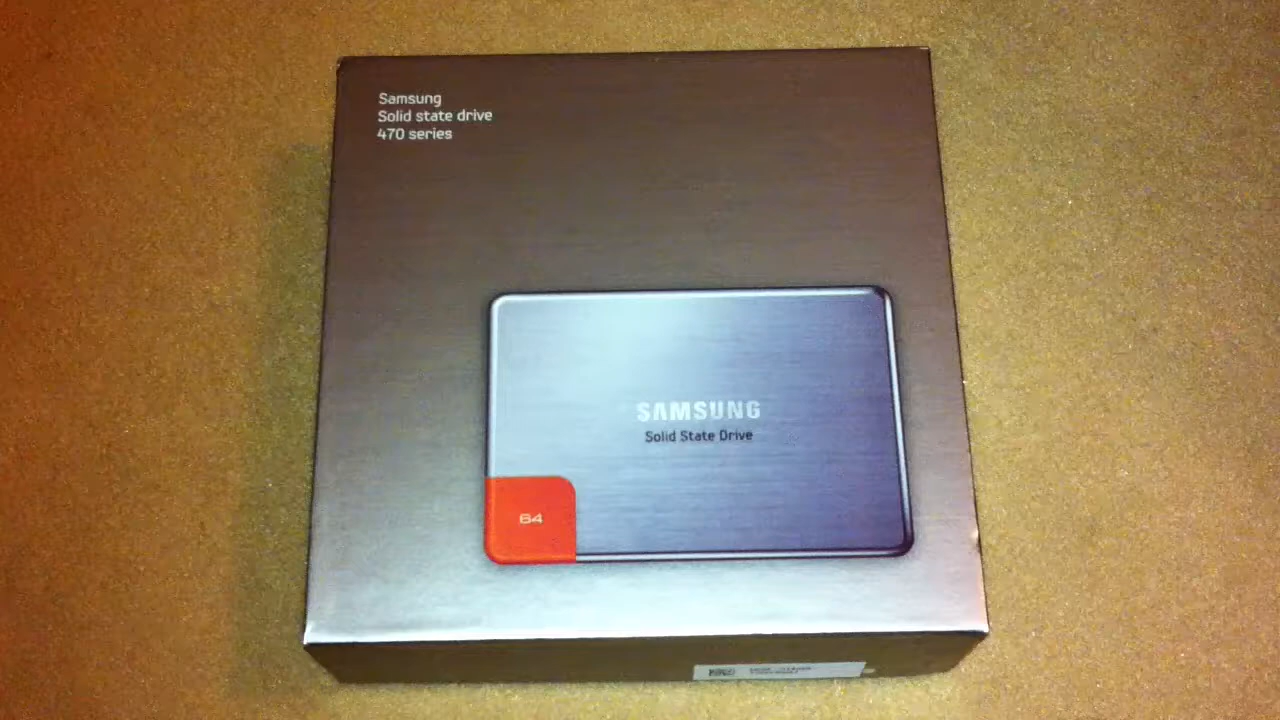 Samsung
Solid state drive
470 series
SAMSUNG
Solid State Drive
64